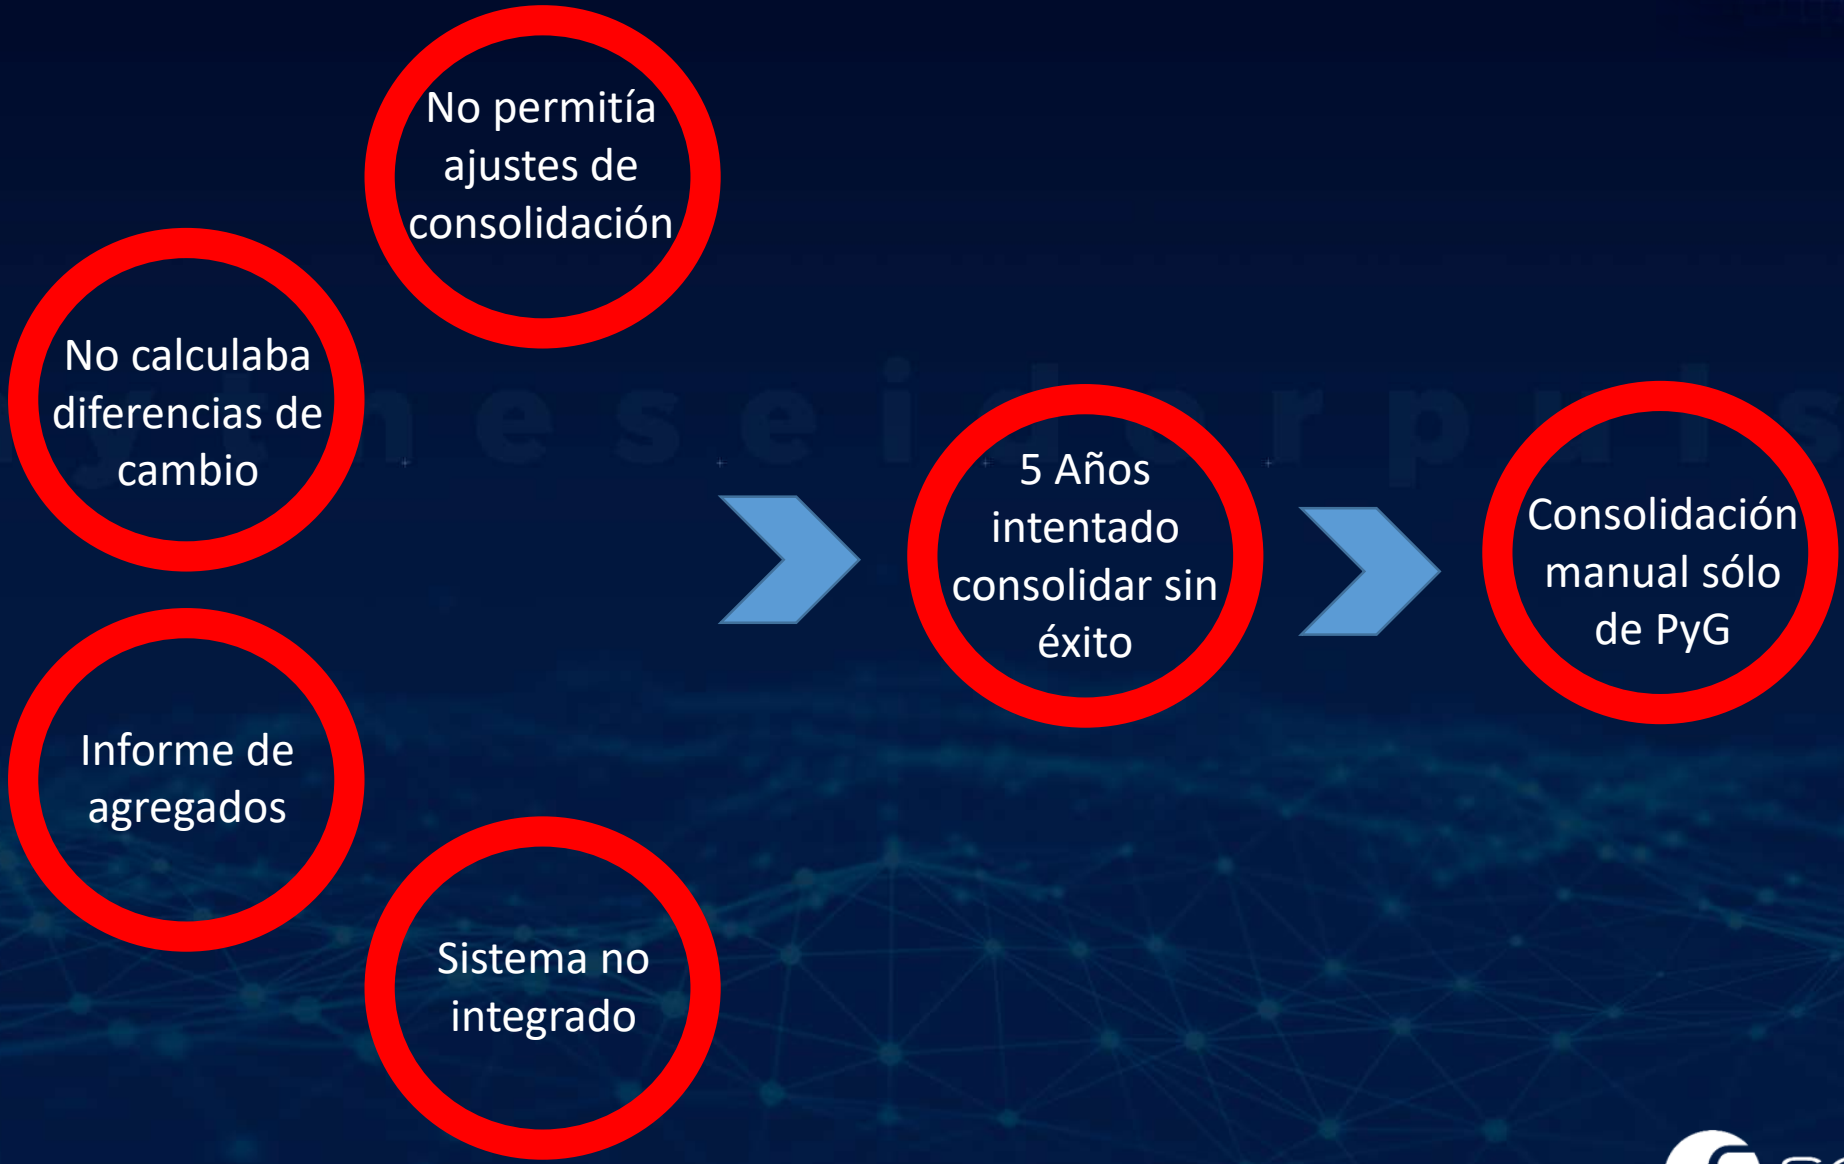 No permitía
ajustes de
consolidación
No calculaba
diferencias de
cambio
Informe de
agregados
Sistema no
integrado
5 Años
intentado
consolidar sin
éxito
Consolidación
manual sólo
de PyG